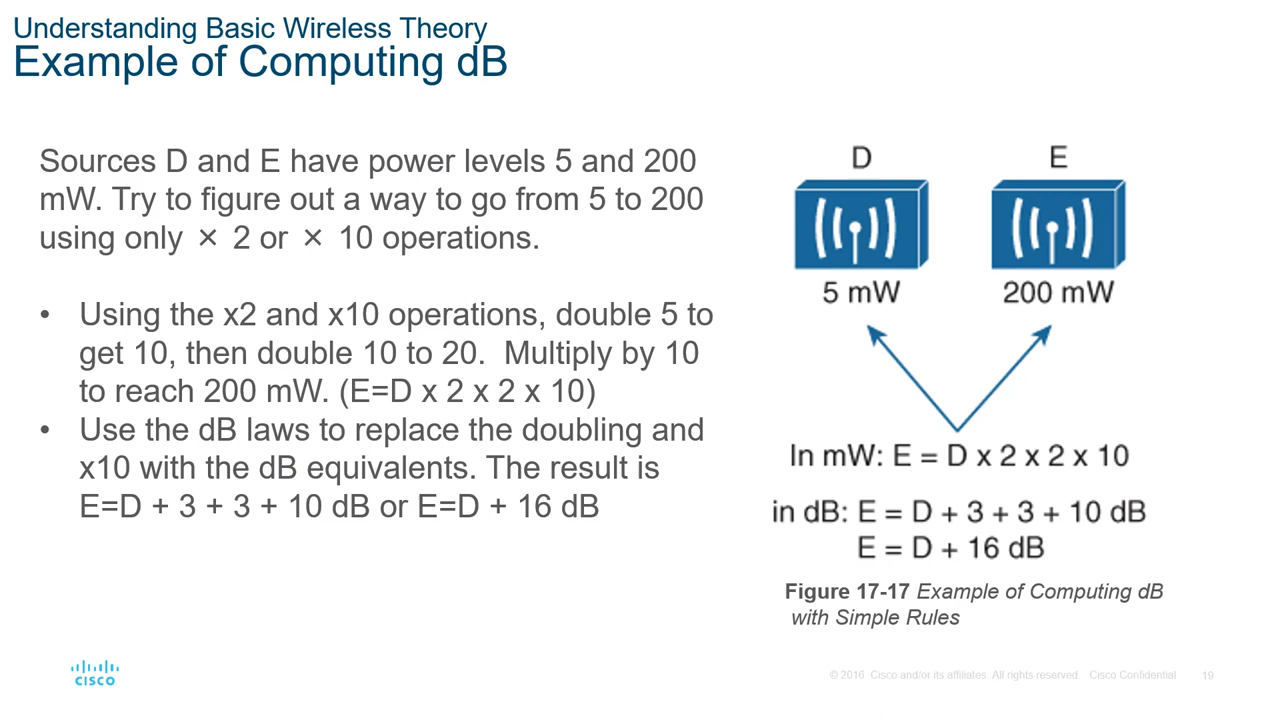 Understanding Basic Wireless Theory
Example of Computing dB
Sources D and E have power levels 5 and 200
mW. Try to figure out a way to go from 5 to 200
using only × 2 or × 10 operations.
• Using the x2 and x10 operations, double 5 to
get 10, then double 10 to 20. Multiply by 10
to reach 200 mW. (E=D x 2 x 2 x 10)
• Use the dB laws to replace the doubling and
x10 with the dB equivalents. The result is
E=D + 3 + 3 + 10 dB or E=D + 16 dB
D
E
5 mW
200 mW
In mW: E = D x 2 x 2 x 10
in dB: E = D + 3 + 3 + 10 dB
E = D + 16 dB
Figure 17-17 Example of Computing dB
with Simple Rules
CISCO
© 2016 Cisco and/or its affiliates. All rights reserved. Cisco Confidential
19